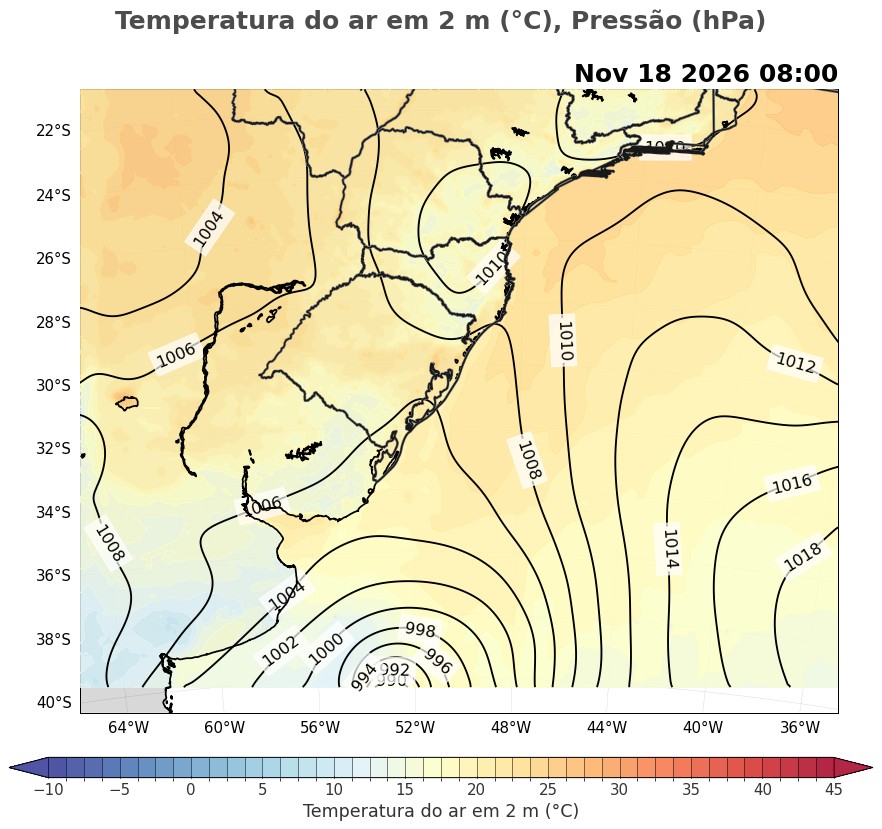 Temperatura do ar em 2 m (°C), Pressão (hPa)
Nov 18 2026 08:00
22°S
24°S
26°S
28°S
30°S
32°S
34°S
36°S
38°S
40°S
1004
1010
1006
1010
1012
1008
1006
1016
1008
1014
1018
1004
998
1002
1000
996
994
992
990
64°W
60°W
56°W
52°W
48°W
44°W
40°W
36°W
−10
−5
0
5
10
15
20
25
30
35
40
45
Temperatura do ar em 2 m (°C)